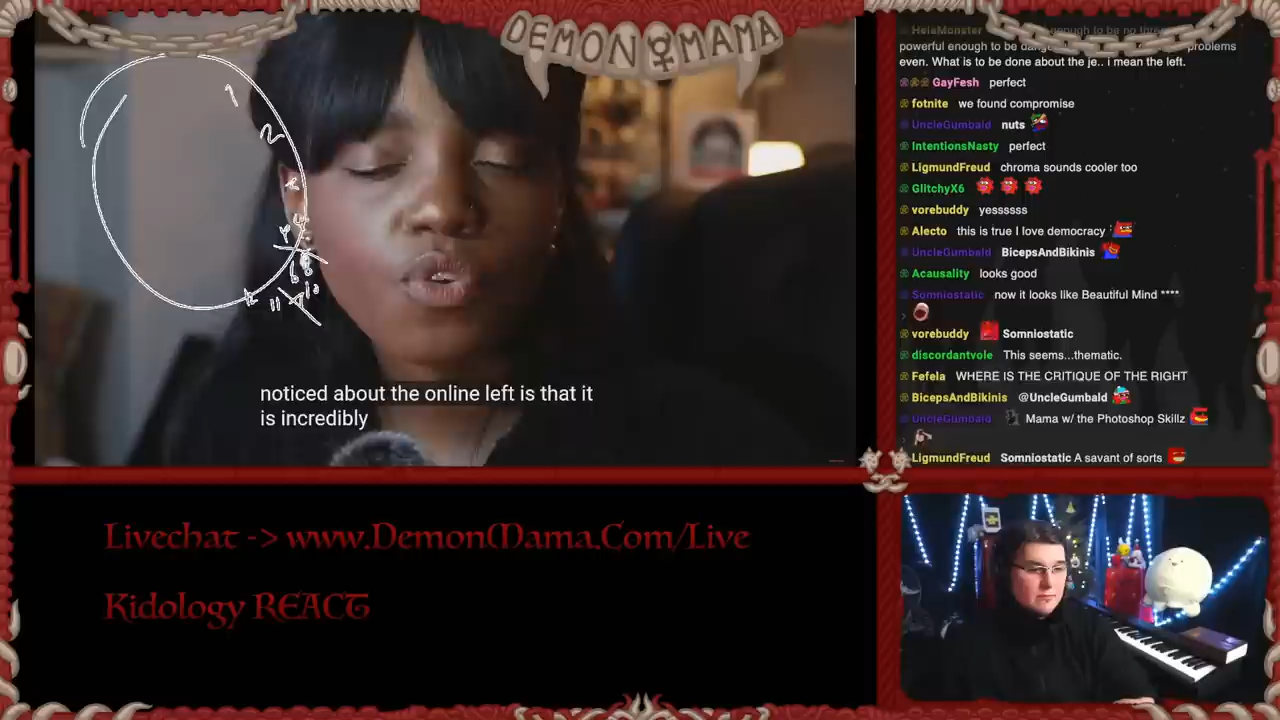 DEMON MAMA
HeleMonster
powerful enough to be problems
even. What is to be done about the je.. i mean the left.
GayFesh perfect
fotnite we found compromise
UncleGumbald nuts
IntentionsNasty perfect
LigmundFreud chroma sounds cooler too
GlitchyX6
vorebuddy yessssss
Alecto this is true I love democracy
UncleGumbald BicepsAndBikinis
Acausality looks good
Somniostatic now it looks like Beautiful Mind ****
vorebuddy Somniostatic
discordantvole This seems...thematic.
Fefela WHERE IS THE CRITIQUE OF THE RIGHT
BicepsAndBikinis @UncleGumbald
UncleGumbald Mama w/ the Photoshop Skillz
LigmundFreud Somniostatic A savant of sorts
1
2
noticed about the online left is that it
is incredibly
11
Livechat -> www.DemonMama.Com/Live
Kidology REACT